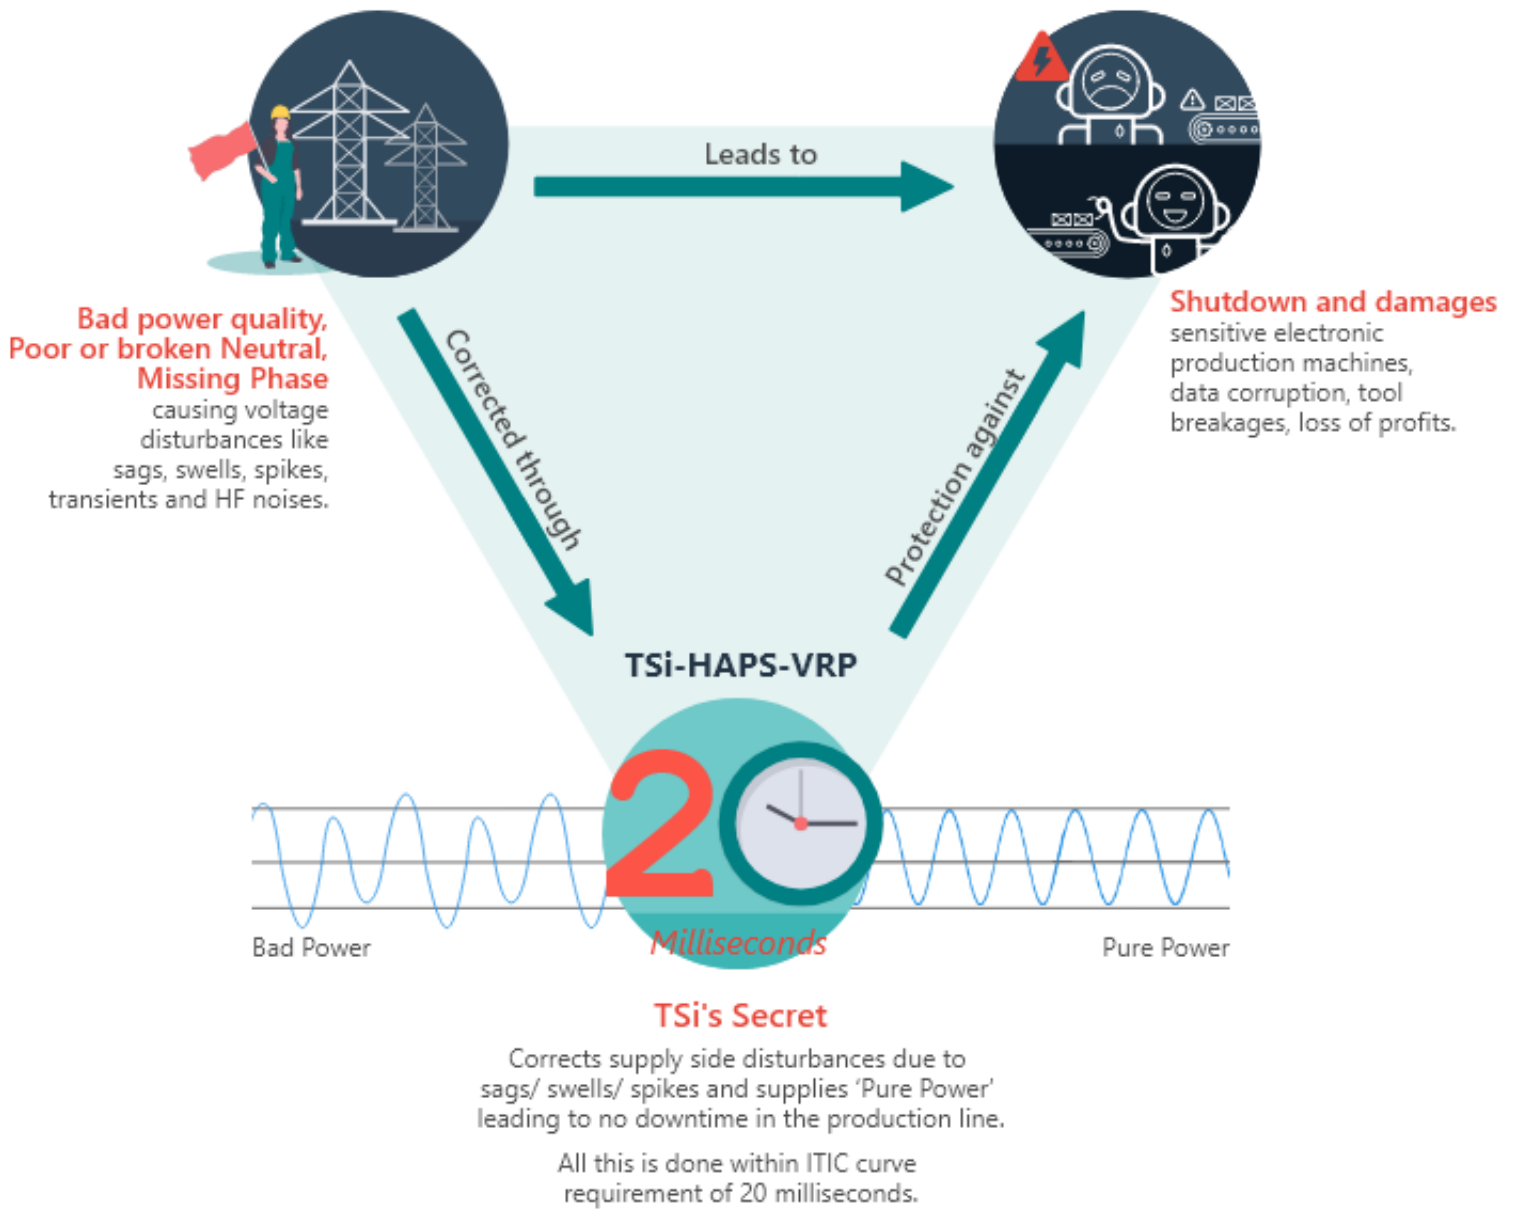 Leads to
Bad power quality,
Poor or broken Neutral,
Missing Phase
causing voltage
disturbances like
sags, swells, spikes,
transients and HF noises.
Shutdown and damages
sensitive electronic
production machines,
data corruption, tool
breakages, loss of profits.
Corrected through
Protection against
TSi-HAPS-VRP
2
Milliseconds
Bad Power
Pure Power
TSi's Secret
Corrects supply side disturbances due to
sags/ swells/ spikes and supplies ‘Pure Power’
leading to no downtime in the production line.
All this is done within ITIC curve
requirement of 20 milliseconds.